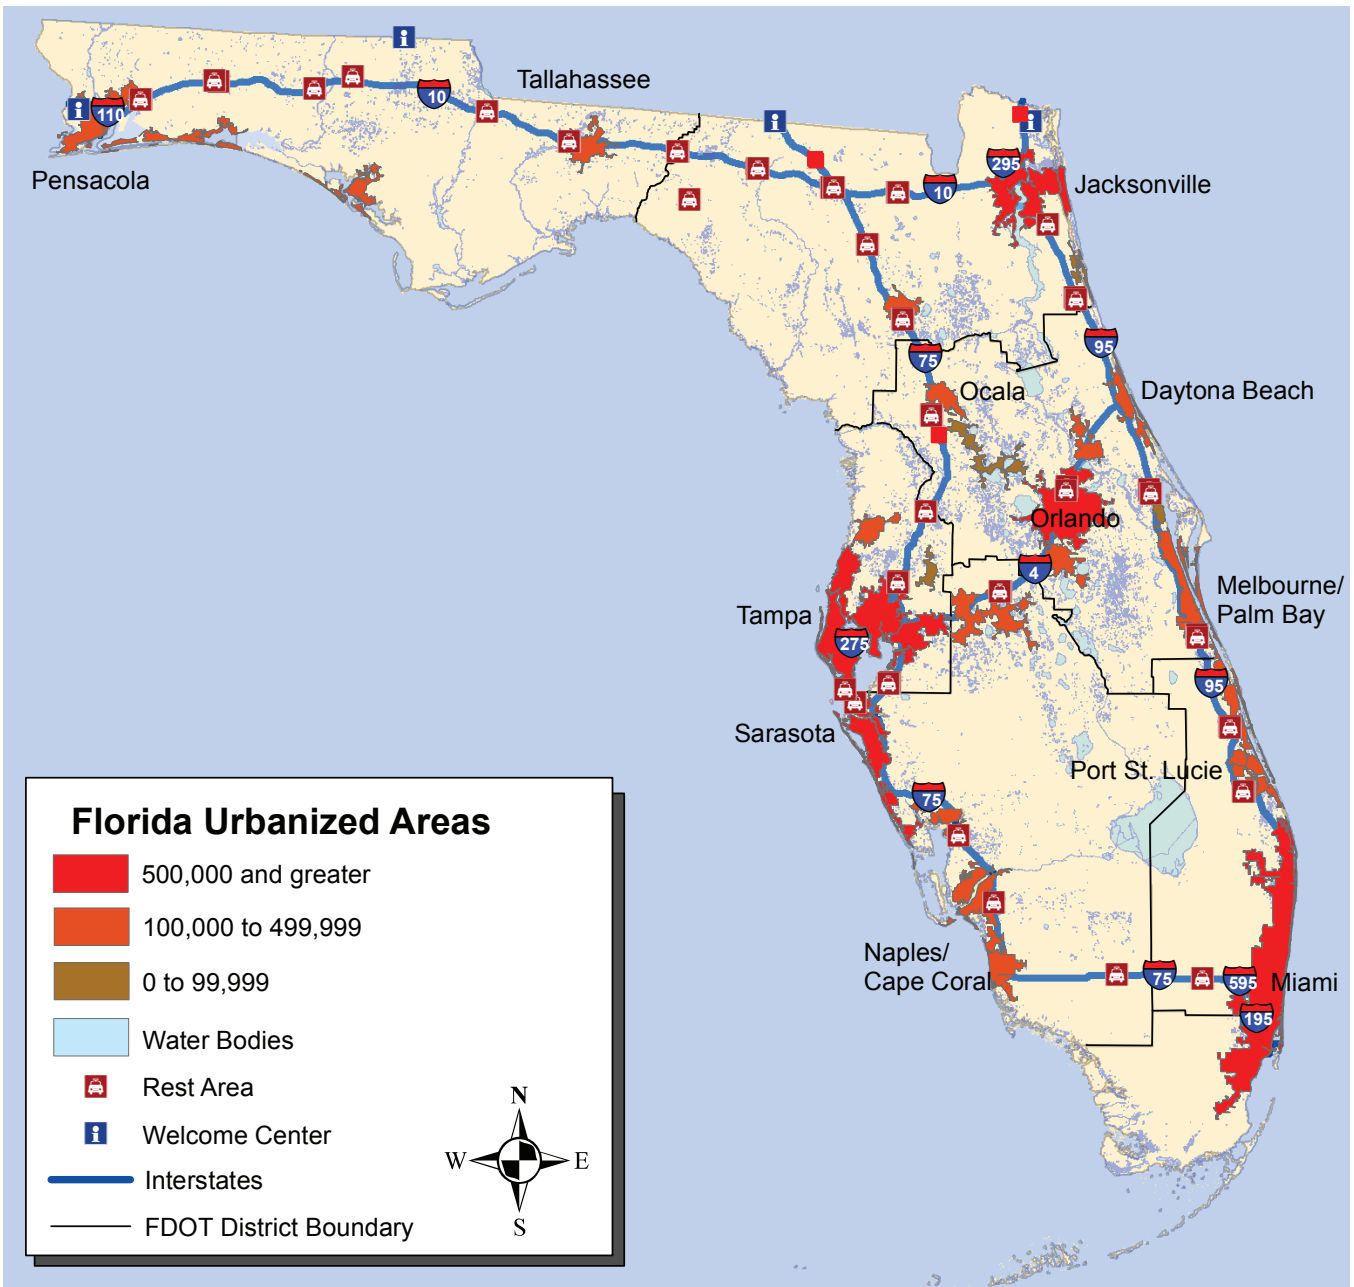 Tallahassee
10
110
Pensacola
295
10
Jacksonville
75
95
Ocala
Daytona Beach
Orlando
4
Melbourne/
Palm Bay
Tampa
275
95
Sarasota
Port St. Lucie
75
Naples/
Cape Coral
75
595
Miami
195
Florida Urbanized Areas
500,000 and greater
100,000 to 499,999
0 to 99,999
Water Bodies
Rest Area
Welcome Center
Interstates
FDOT District Boundary
N
W
E
S